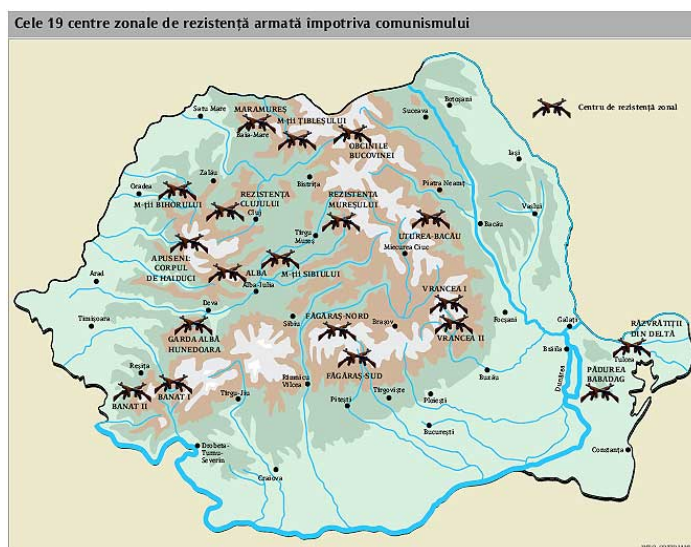 Cele 19 centre zonale de rezistență armată împotriva comunismului
Centru de rezistență zonal
Botoșani
Suceava
Satu Mare
MARAMUREȘ
Baia-Mare
M-ții ȚIBLEȘULUI
OBCINILE
BUCOVINEI
Iași
Zalău
Bistrița
Piatra Neamț
Oradea
M-ții BIHORULUI
REZISTENȚA
CLUJULUI
Cluj
REZISTENȚA
MUREȘULUI
Vaslui
Tîrgu
Mureș
UTUREA-BACĂU
Bacău
Miercurea Ciuc
APUSENI:
CORPUL
DE HAIDUCI
Arad
ALBA
Alba-Iulia
M-ții SIBIULUI
Deva
VRANCEA I
Timișoara
GARDA ALBĂ
HUNEDOARA
Sibiu
FĂGĂRAȘ-NORD
Brașov
VRANCEA II
Focșani
Galați
RĂZVRĂTIȚII
DIN DELTĂ
Tulcea
Brăila
FĂGĂRAȘ-SUD
Reșița
BANAT II
BANAT I
Tîrgu-Jiu
Rîmnicu
Vîlcea
Pitești
Tîrgoviște
Ploiești
Buzău
Dunărea
PĂDUREA
BABADAG
București
Drobeta-
Turnu-
Severin
Craiova
Constanța